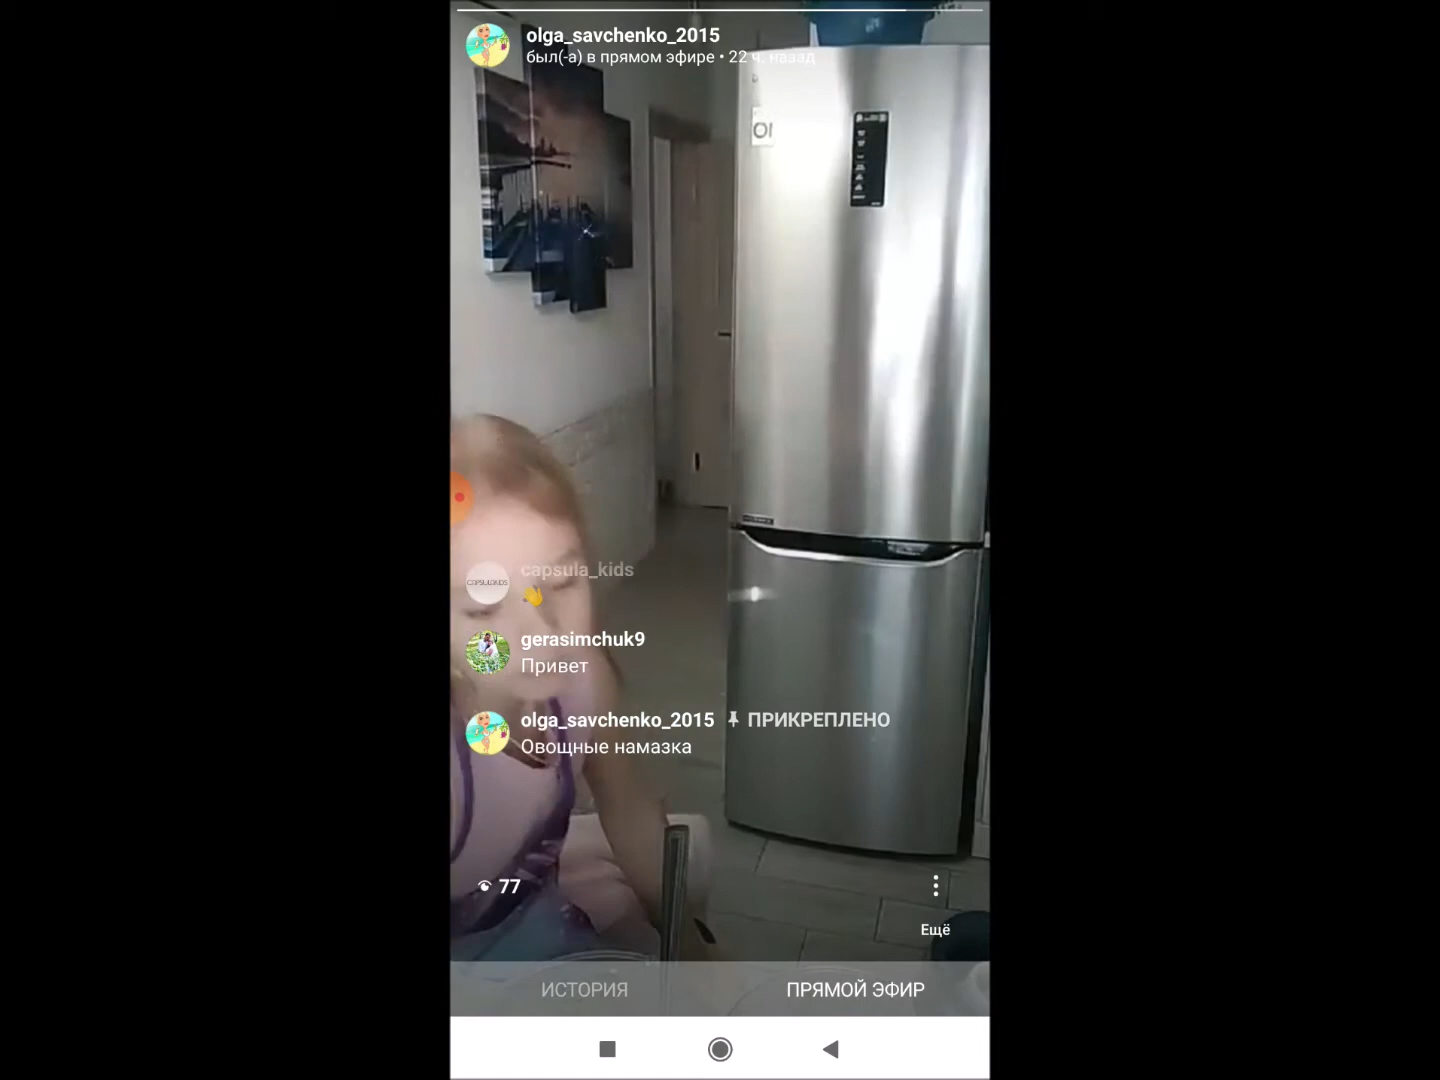 olga_savchenko_2015
был(-а) в прямом эфире • 22 ч. назад
capsula_kids
👋
gerasimchuk9
Привет
olga_savchenko_2015 ПРИКРЕПЛЕНО
Овощные намазка
77
Ещё
ИСТОРИЯ ПРЯМОЙ ЭФИР